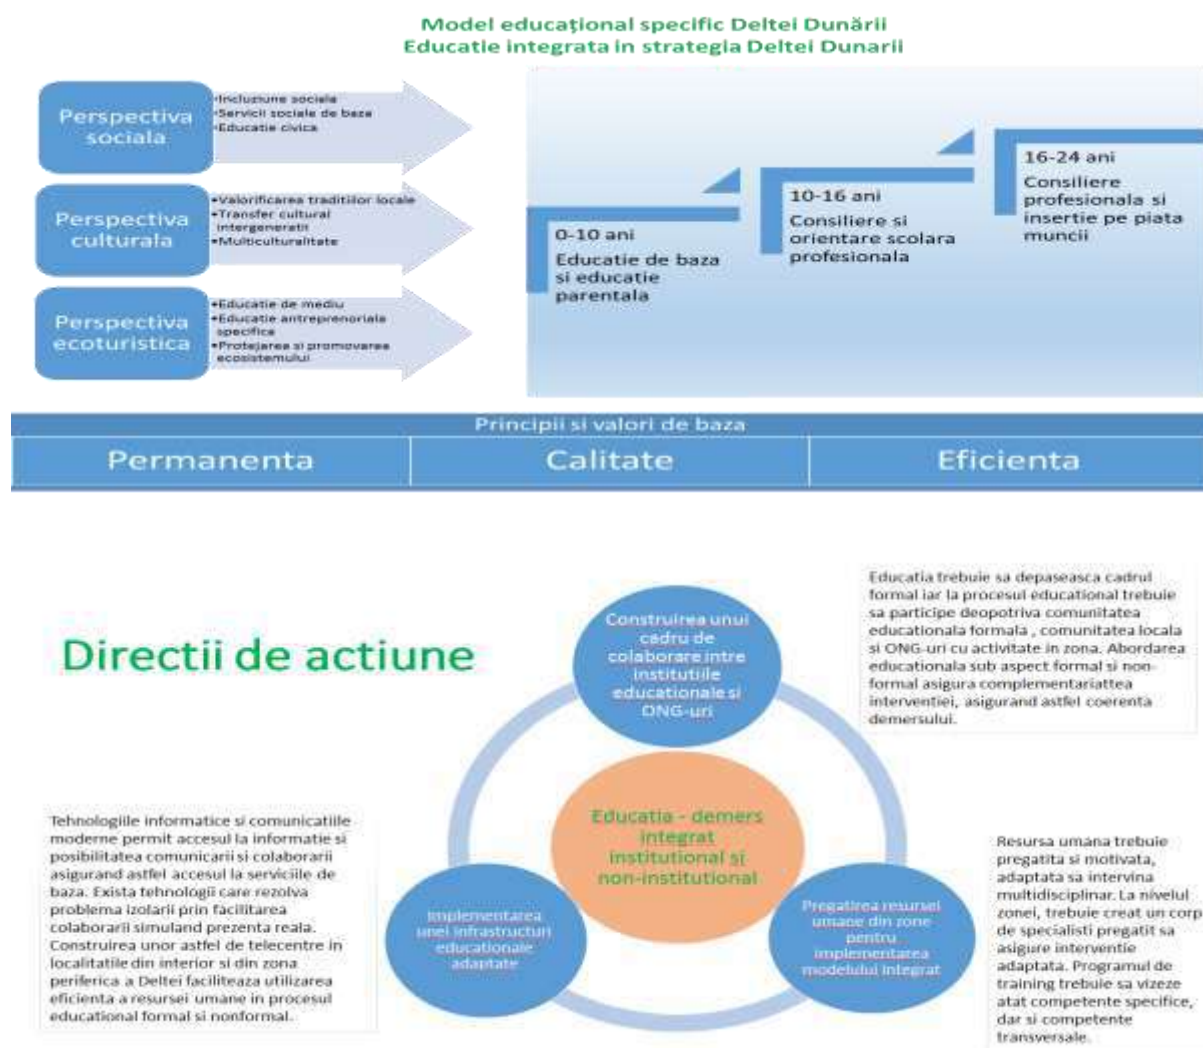 Model educațional specific Deltei Dunării
Educatie integrata in strategia Deltei Dunarii
Perspectiva
sociala
•Incluziune sociala
•Servicii sociale de baza
•Educatie civica
Perspectiva
culturala
•Valorificarea traditiilor locale
•Transfer cultural
intergeneratii
•Multiculturalitate
Perspectiva
ecoturistica
•Educatie de mediu
•Educatie antreprenoriala
specifica
•Protejarea si promovarea
ecosistemului
0-10 ani
Educatie de baza
si educatie
parentala
10-16 ani
Consiliere si
orientare scolara
profesionala
16-24 ani
Consiliere
profesionala si
insertie pe piata
muncii
Principii si valori de baza
Permanenta
Calitate
Eficienta
Directii de actiune
Construirea unui
cadru de
colaborare intre
institutiile
educationale si
ONG-uri
Educatia trebuie sa depaseasca cadrul
formal iar la procesul educational trebuie
sa participe deopotriva comunitatea
educationala formala , comunitatea locala
si ONG-uri cu activitate in zona. Abordarea
educationala sub aspect formal si non-
formal asigura complementariattea
interventiei, asigurand astfel coerenta
demersului.
Educatia - demers
integrat
institutional si
non-institutional
Tehnologiile informatice si comunicatiile
moderne permit accesul la informatie si
posibilitatea comunicarii si colaborarii
asigurand astfel accesul la serviciile de
baza. Exista tehnologii care rezolva
problema izolarii prin facilitarea
colaborarii simuland prezenta reala.
Construirea unor astfel de telecentre in
localitatile din interior si din zona
periferica a Deltei faciliteaza utilizarea
eficienta a resursei umane in procesul
educational formal si nonformal.
Implementarea
unei infrastructuri
educationale
adaptate
Pregatirea resursei
umane din zone
pentru
implementarea
modelului integrat
Resursa umana trebuie
pregatita si motivata,
adaptata sa intervina
multidisciplinar. La nivelul
zonei, trebuie creat un corp
de specialisti pregatit sa
asigure interventie
adaptata. Programul de
training trebuie sa vizeze
atat competente specifice,
dar si competente
transversale.